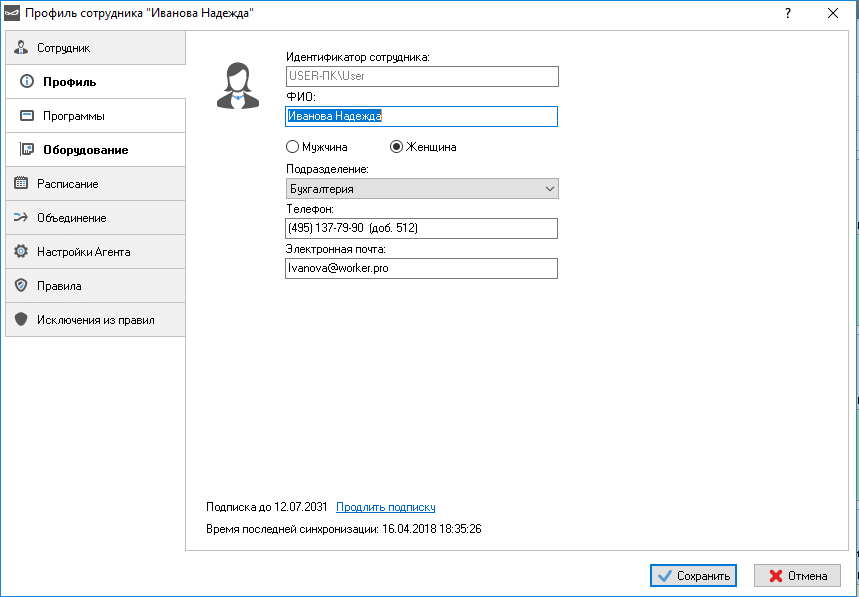 Профиль сотрудника "Иванова Надежда"
?
Сотрудник
Профиль
Программы
Оборудование
Расписание
Объединение
Настройки Агента
Правила
Исключения из правил
Идентификатор сотрудника:
USER-ПК\User
ФИО:
Иванова Надежда
Мужчина Женщина
Подразделение:
Бухгалтерия
Телефон:
(495) 137-79-90 (доб. 512)
Электронная почта:
Ivanova@worker.pro
Подписка до 12.07.2031 Продлить подписку
Время последней синхронизации: 16.04.2018 18:35:26
Сохранить Отмена